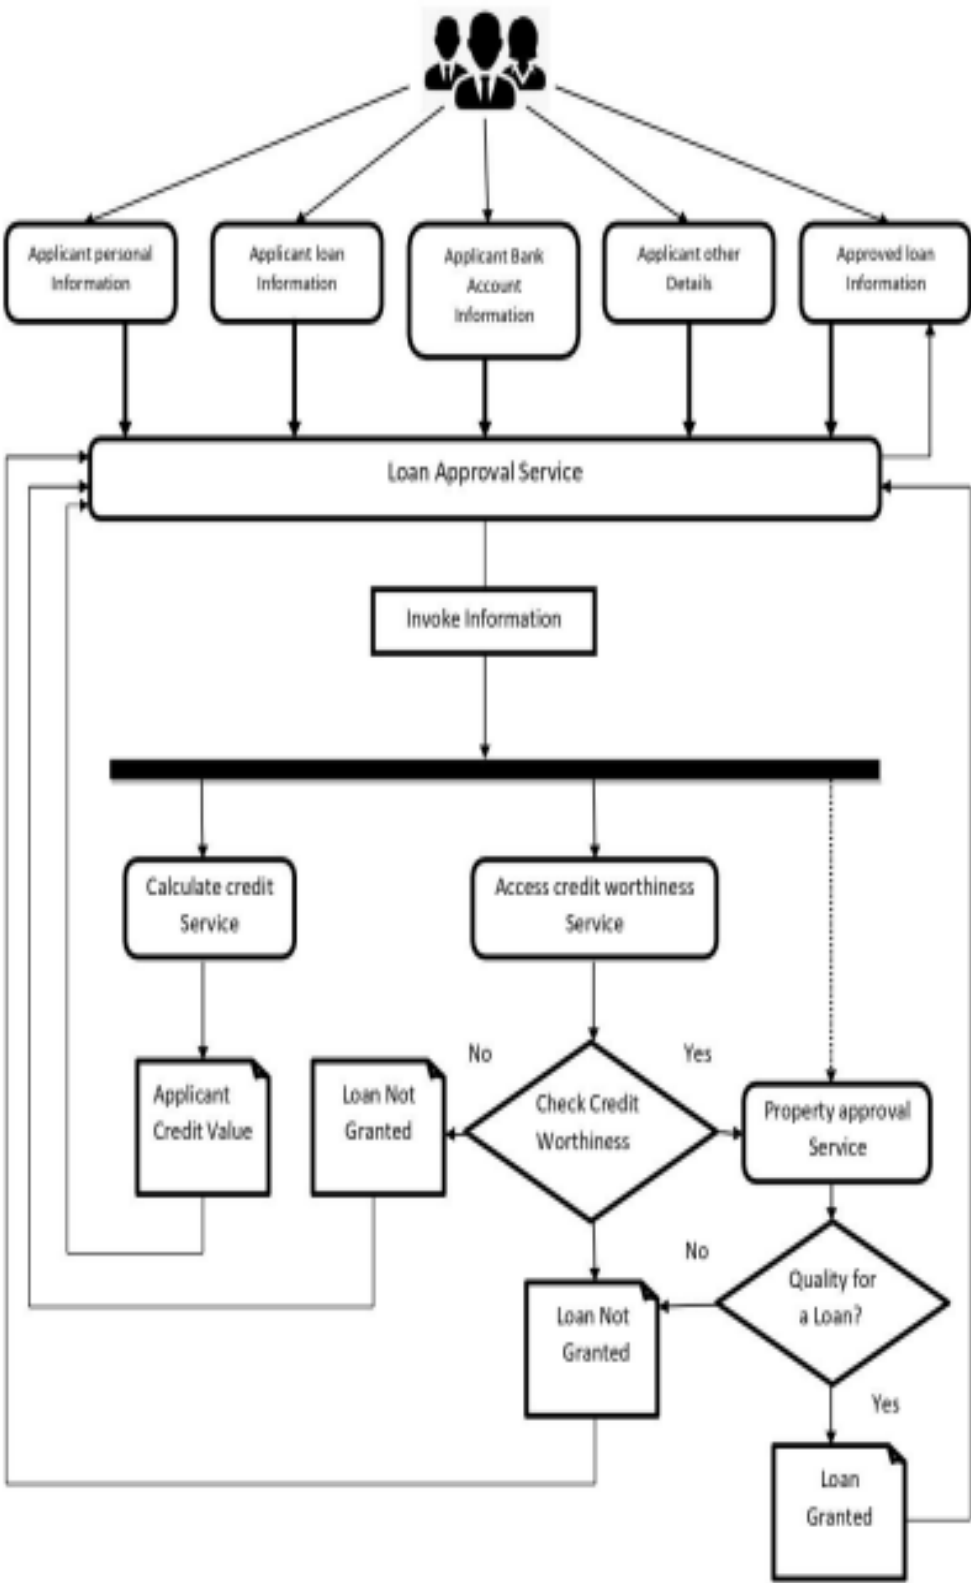 Applicant personal
Information
Applicant loan
Information
Applicant Bank
Account
Information
Applicant other
Details
Approved loan
Information
Loan Approval Service
Invoke Information
Calculate credit
Service
Access credit worthiness
Service
Applicant
Credit Value
Loan Not
Granted
No
Check Credit
Worthiness
Yes
Property approval
Service
Loan Not
Granted
No
Quality for
a Loan?
Yes
Loan
Granted